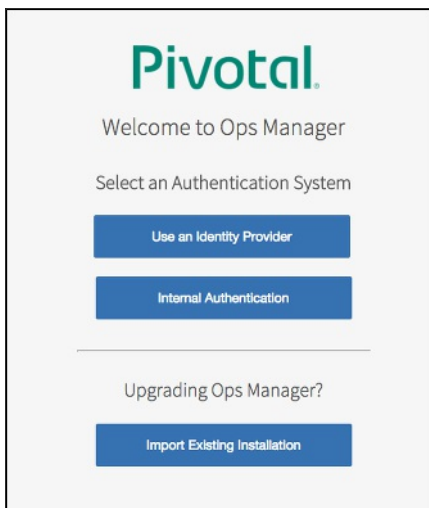 Pivotal.
Welcome to Ops Manager
Select an Authentication System
Use an Identity Provider
Internal Authentication
Upgrading Ops Manager?
Import Existing Installation